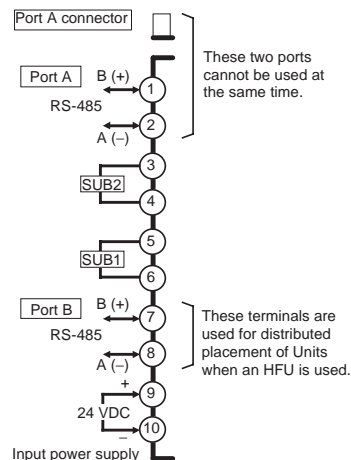 Port A connector
These two ports
cannot be used at
the same time.
Port A
B (+)
RS-485
A (−)
1
2
3
SUB2
4
5
SUB1
6
Port B
B (+)
RS-485
A (−)
7
8
These terminals are
used for distributed
placement of Units
when an HFU is used.
+
9
24 VDC
−
10
Input power supply